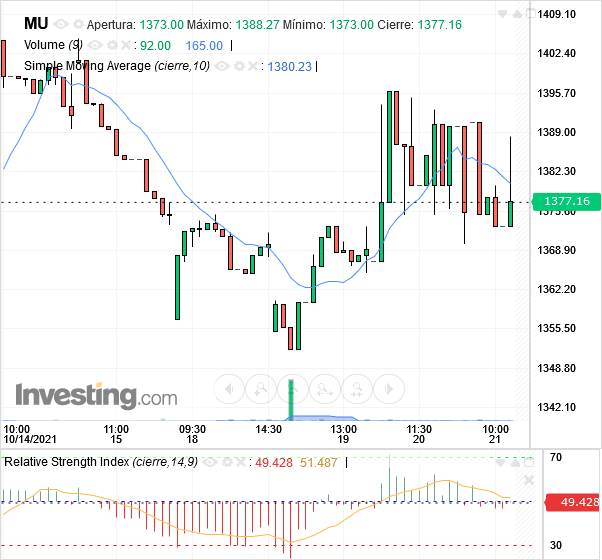 MU Apertura: 1373.00 Máximo: 1388.27 Mínimo: 1373.00 Cierre: 1377.16
Volume (9) : 92.00 165.00
Simple Moving Average (cierre,10) : 1380.23
1409.10
1402.40
1395.70
1389.00
1382.30
1377.16
1375.60
1368.90
1362.20
1355.50
1348.80
1342.10
Investing.com
10:00 11:00 09:30 14:30 13:00 11:30 10:00
10/14/2021 15 18 19 20 21
Relative Strength Index (cierre,14,9) : 49.428 51.487
70
49.428
30